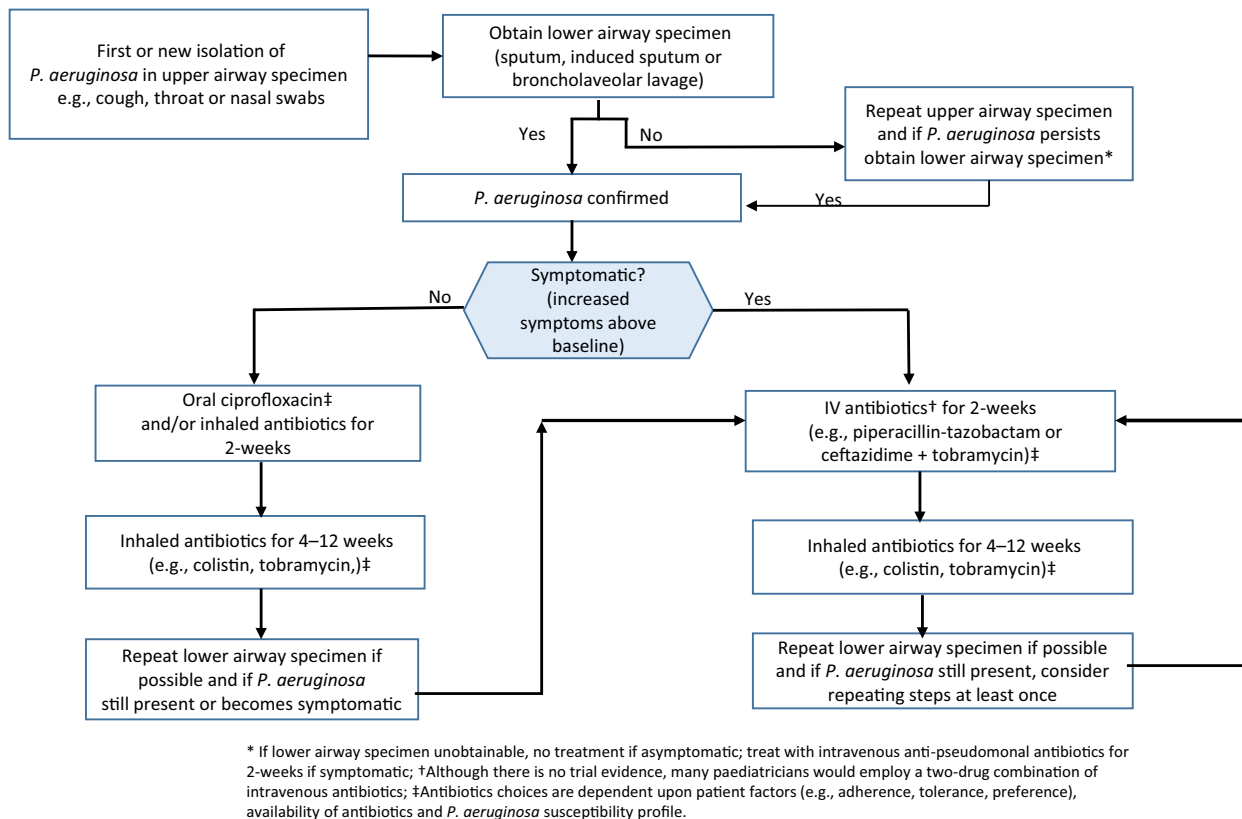 First or new isolation of
P. aeruginosa in upper airway specimen
e.g., cough, throat or nasal swabs
Obtain lower airway specimen
(sputum, induced sputum or
broncholaveolar lavage)
Yes
No
Repeat upper airway specimen
and if P. aeruginosa persists
obtain lower airway specimen*
P. aeruginosa confirmed
Yes
Symptomatic?
(increased
symptoms above
baseline)
No
Yes
Oral ciprofloxacin‡
and/or inhaled antibiotics for
2-weeks
IV antibiotics† for 2-weeks
(e.g., piperacillin-tazobactam or
ceftazidime + tobramycin)‡
Inhaled antibiotics for 4–12 weeks
(e.g., colistin, tobramycin,)‡
Inhaled antibiotics for 4–12 weeks
(e.g., colistin, tobramycin)‡
Repeat lower airway specimen if
possible and if P. aeruginosa
still present or becomes symptomatic
Repeat lower airway specimen if possible
and if P. aeruginosa still present, consider
repeating steps at least once
* If lower airway specimen unobtainable, no treatment if asymptomatic; treat with intravenous anti-pseudomonal antibiotics for
2-weeks if symptomatic; †Although there is no trial evidence, many paediatricians would employ a two-drug combination of
intravenous antibiotics; ‡Antibiotics choices are dependent upon patient factors (e.g., adherence, tolerance, preference),
availability of antibiotics and P. aeruginosa susceptibility profile.